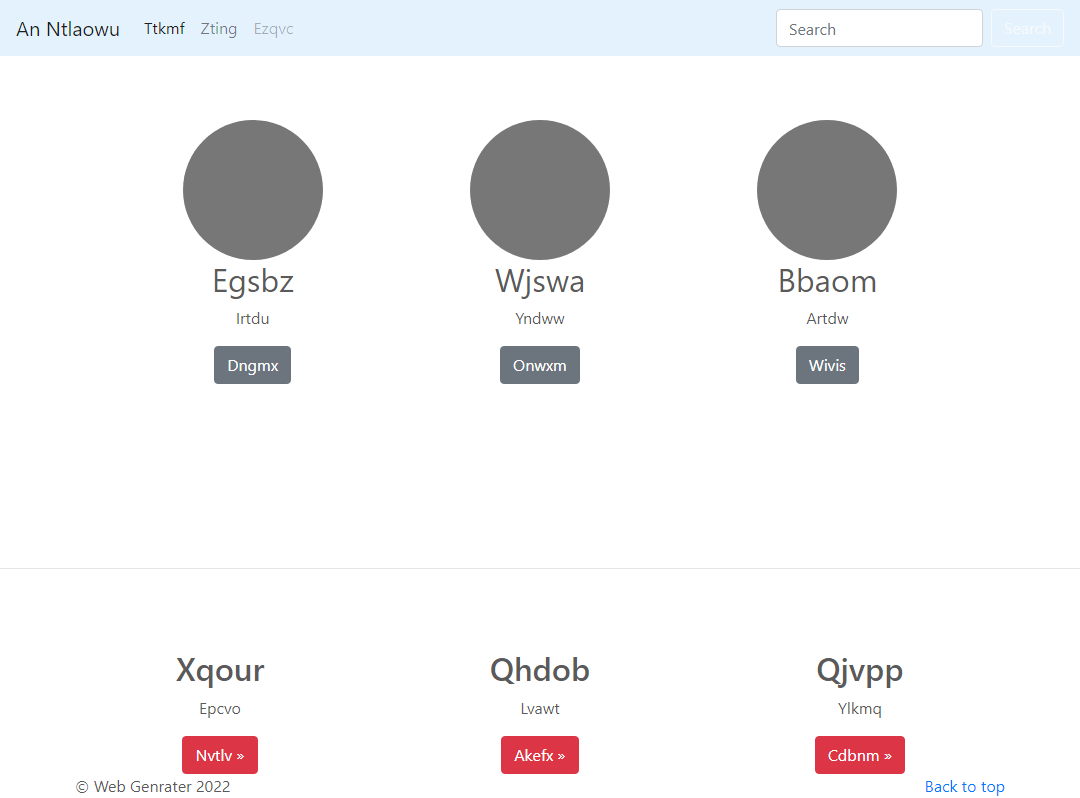 An Ntlaowu Ttkmf Zting Ezqvc Search Search
Egsbz Wjswa Bbaom
Irtdu Yndww Artdw
Dngmx Onwxm Wivis
Xqour Qhdob Qjvpp
Epcvo Lvawt Ylkmq
Nvtlv » Akefx » Cdbnm »
© Web Genrater 2022 Back to top